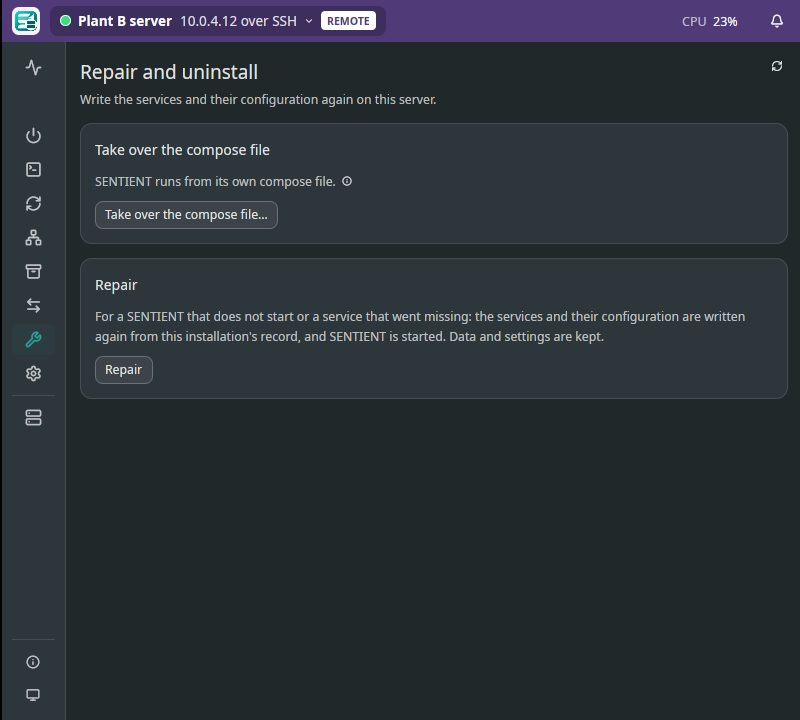 Plant B server 10.0.4.12 over SSH REMOTE CPU 23%
Repair and uninstall
Write the services and their configuration again on this server.
Take over the compose file
SENTIENT runs from its own compose file.
Take over the compose file...
Repair
For a SENTIENT that does not start or a service that went missing: the services and their configuration are written
again from this installation's record, and SENTIENT is started. Data and settings are kept.
Repair